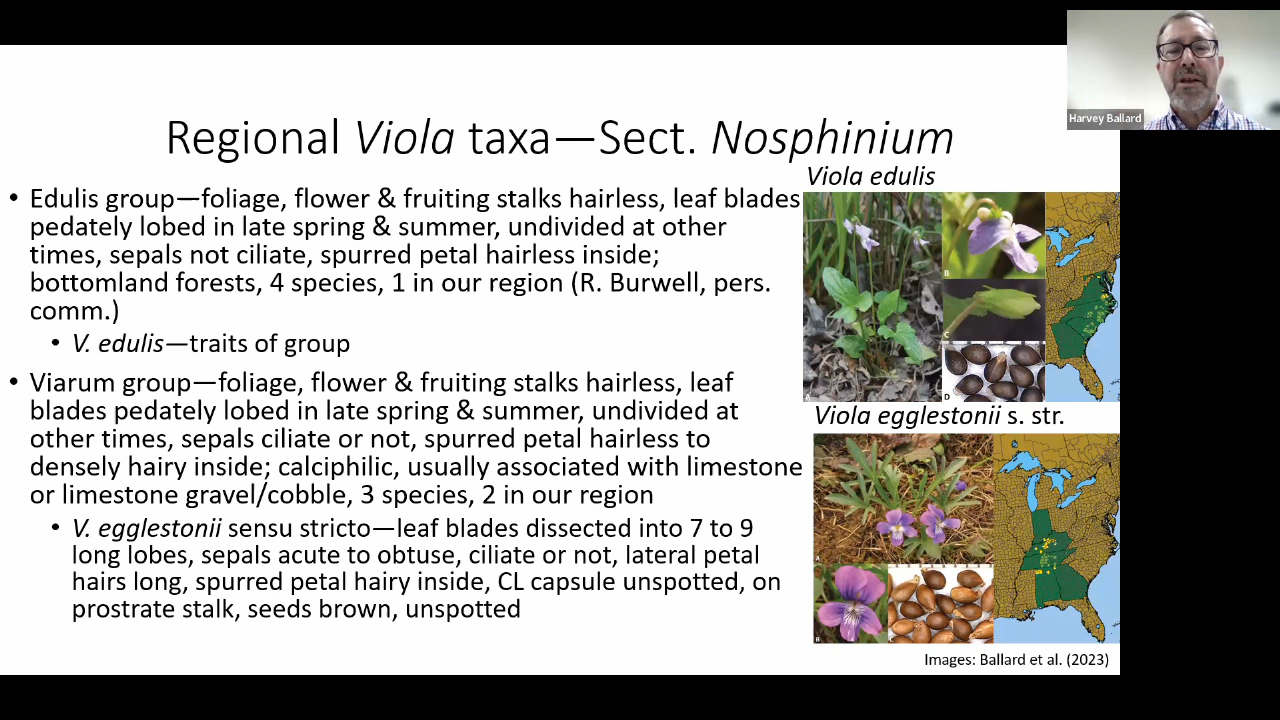 Harvey Ballard
Regional Viola taxa—Sect. Nosphinium
• Edulis group—foliage, flower & fruiting stalks hairless, leaf blades
pedately lobed in late spring & summer, undivided at other
times, sepals not ciliate, spurred petal hairless inside;
bottomland forests, 4 species, 1 in our region (R. Burwell, pers.
comm.)
• V. edulis—traits of group
• Viarum group—foliage, flower & fruiting stalks hairless, leaf
blades pedately lobed in late spring & summer, undivided at
other times, sepals ciliate or not, spurred petal hairless to
densely hairy inside; calciphilic, usually associated with limestone
or limestone gravel/cobble, 3 species, 2 in our region
• V. egglestonii sensu stricto—leaf blades dissected into 7 to 9
long lobes, sepals acute to obtuse, ciliate or not, lateral petal
hairs long, spurred petal hairy inside, CL capsule unspotted, on
prostrate stalk, seeds brown, unspotted
Viola edulis
B
C
D
Viola egglestonii s. str.
A
B
Images: Ballard et al. (2023)